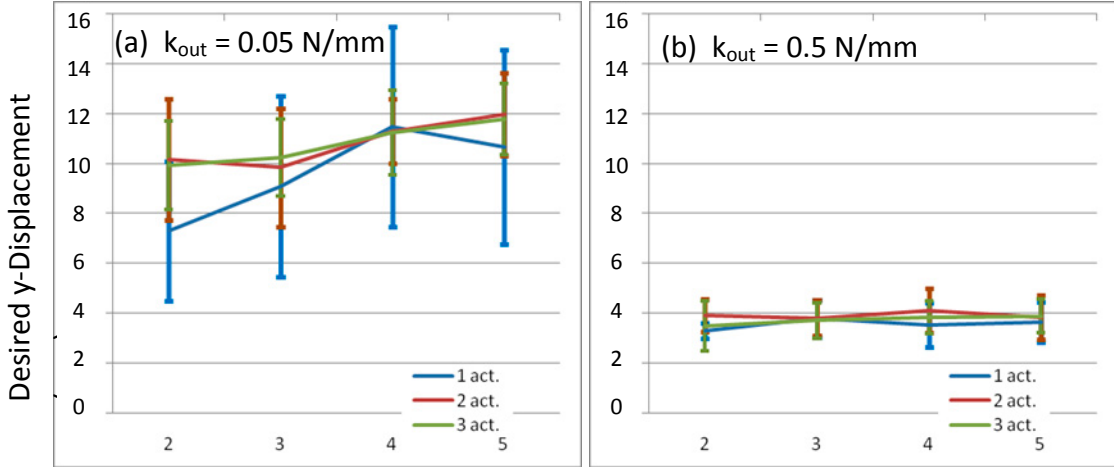 Desired y-Displacement
(a) kout = 0.05 N/mm
16
14
12
10
8
6
4
2
0
1 act.
2 act.
3 act.
2 3 4 5
(b) kout = 0.5 N/mm
16
14
12
10
8
6
4
2
0
1 act.
2 act.
3 act.
2 3 4 5